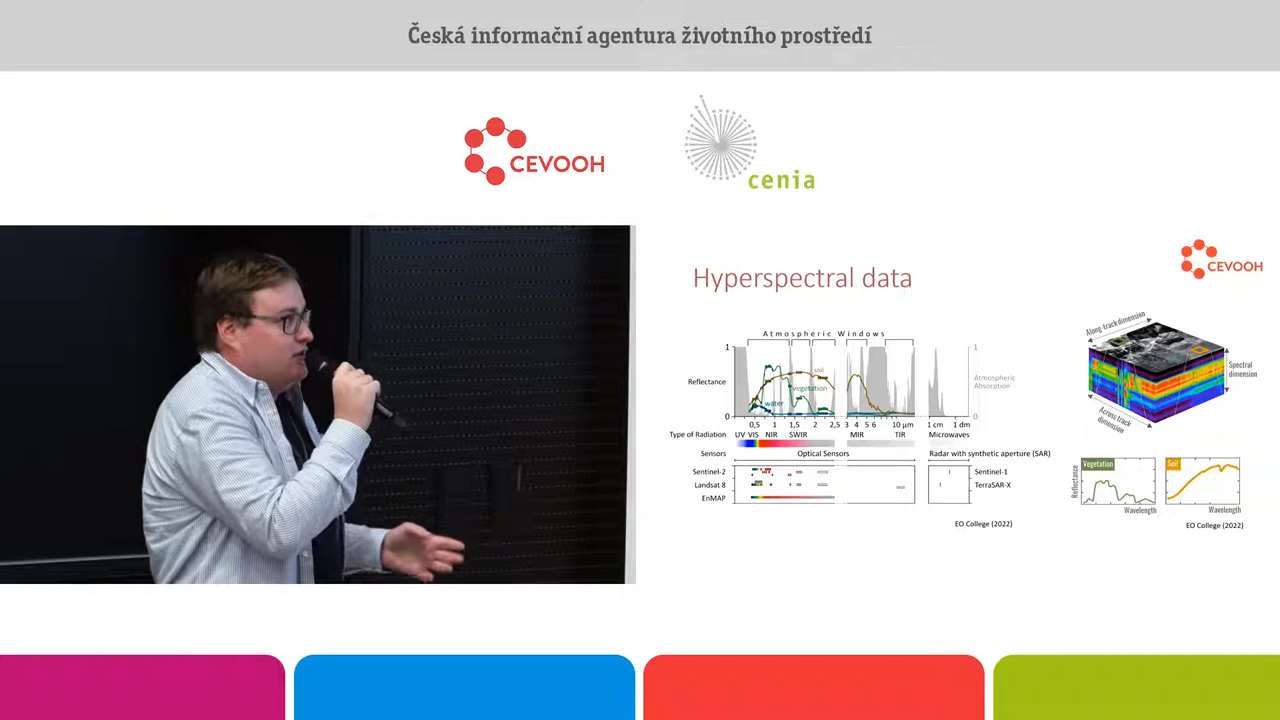 Česká informační agentura životního prostředí
CEVOOH
cenia
CEVOOH
Hyperspectral data
Atmospheric Windows
1
1
Reflectance
soil
vegetation
water
Atmospheric
Absorption
0
0
0,5 1 1,5 2 2,5 3 4 5 6 10 µm 1 cm 1 dm
Type of Radiation UV VIS NIR SWIR MIR TIR Microwaves
Sensors Optical Sensors Radar with synthetic aperture (SAR)
Sentinel-2 Sentinel-1
Landsat 8 TerraSAR-X
EnMAP
EO College (2022)
Along-track dimension
Spectral
dimension
Across track
dimension
Vegetation
Soil
Reflectance
Wavelength
Wavelength
EO College (2022)